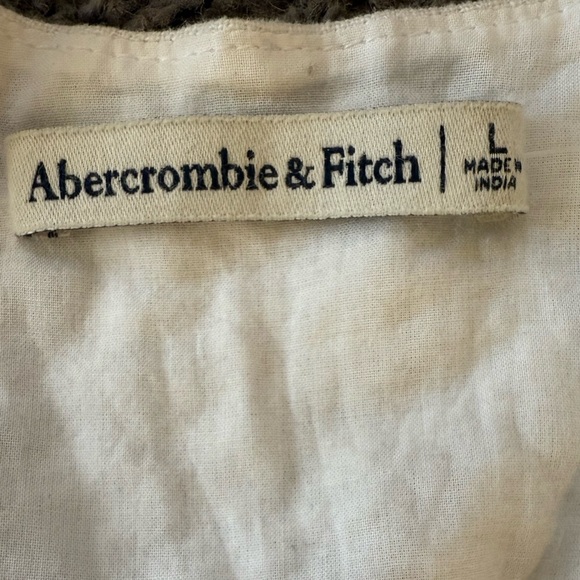 Abercrombie & Fitch | L
MADE IN
INDIA